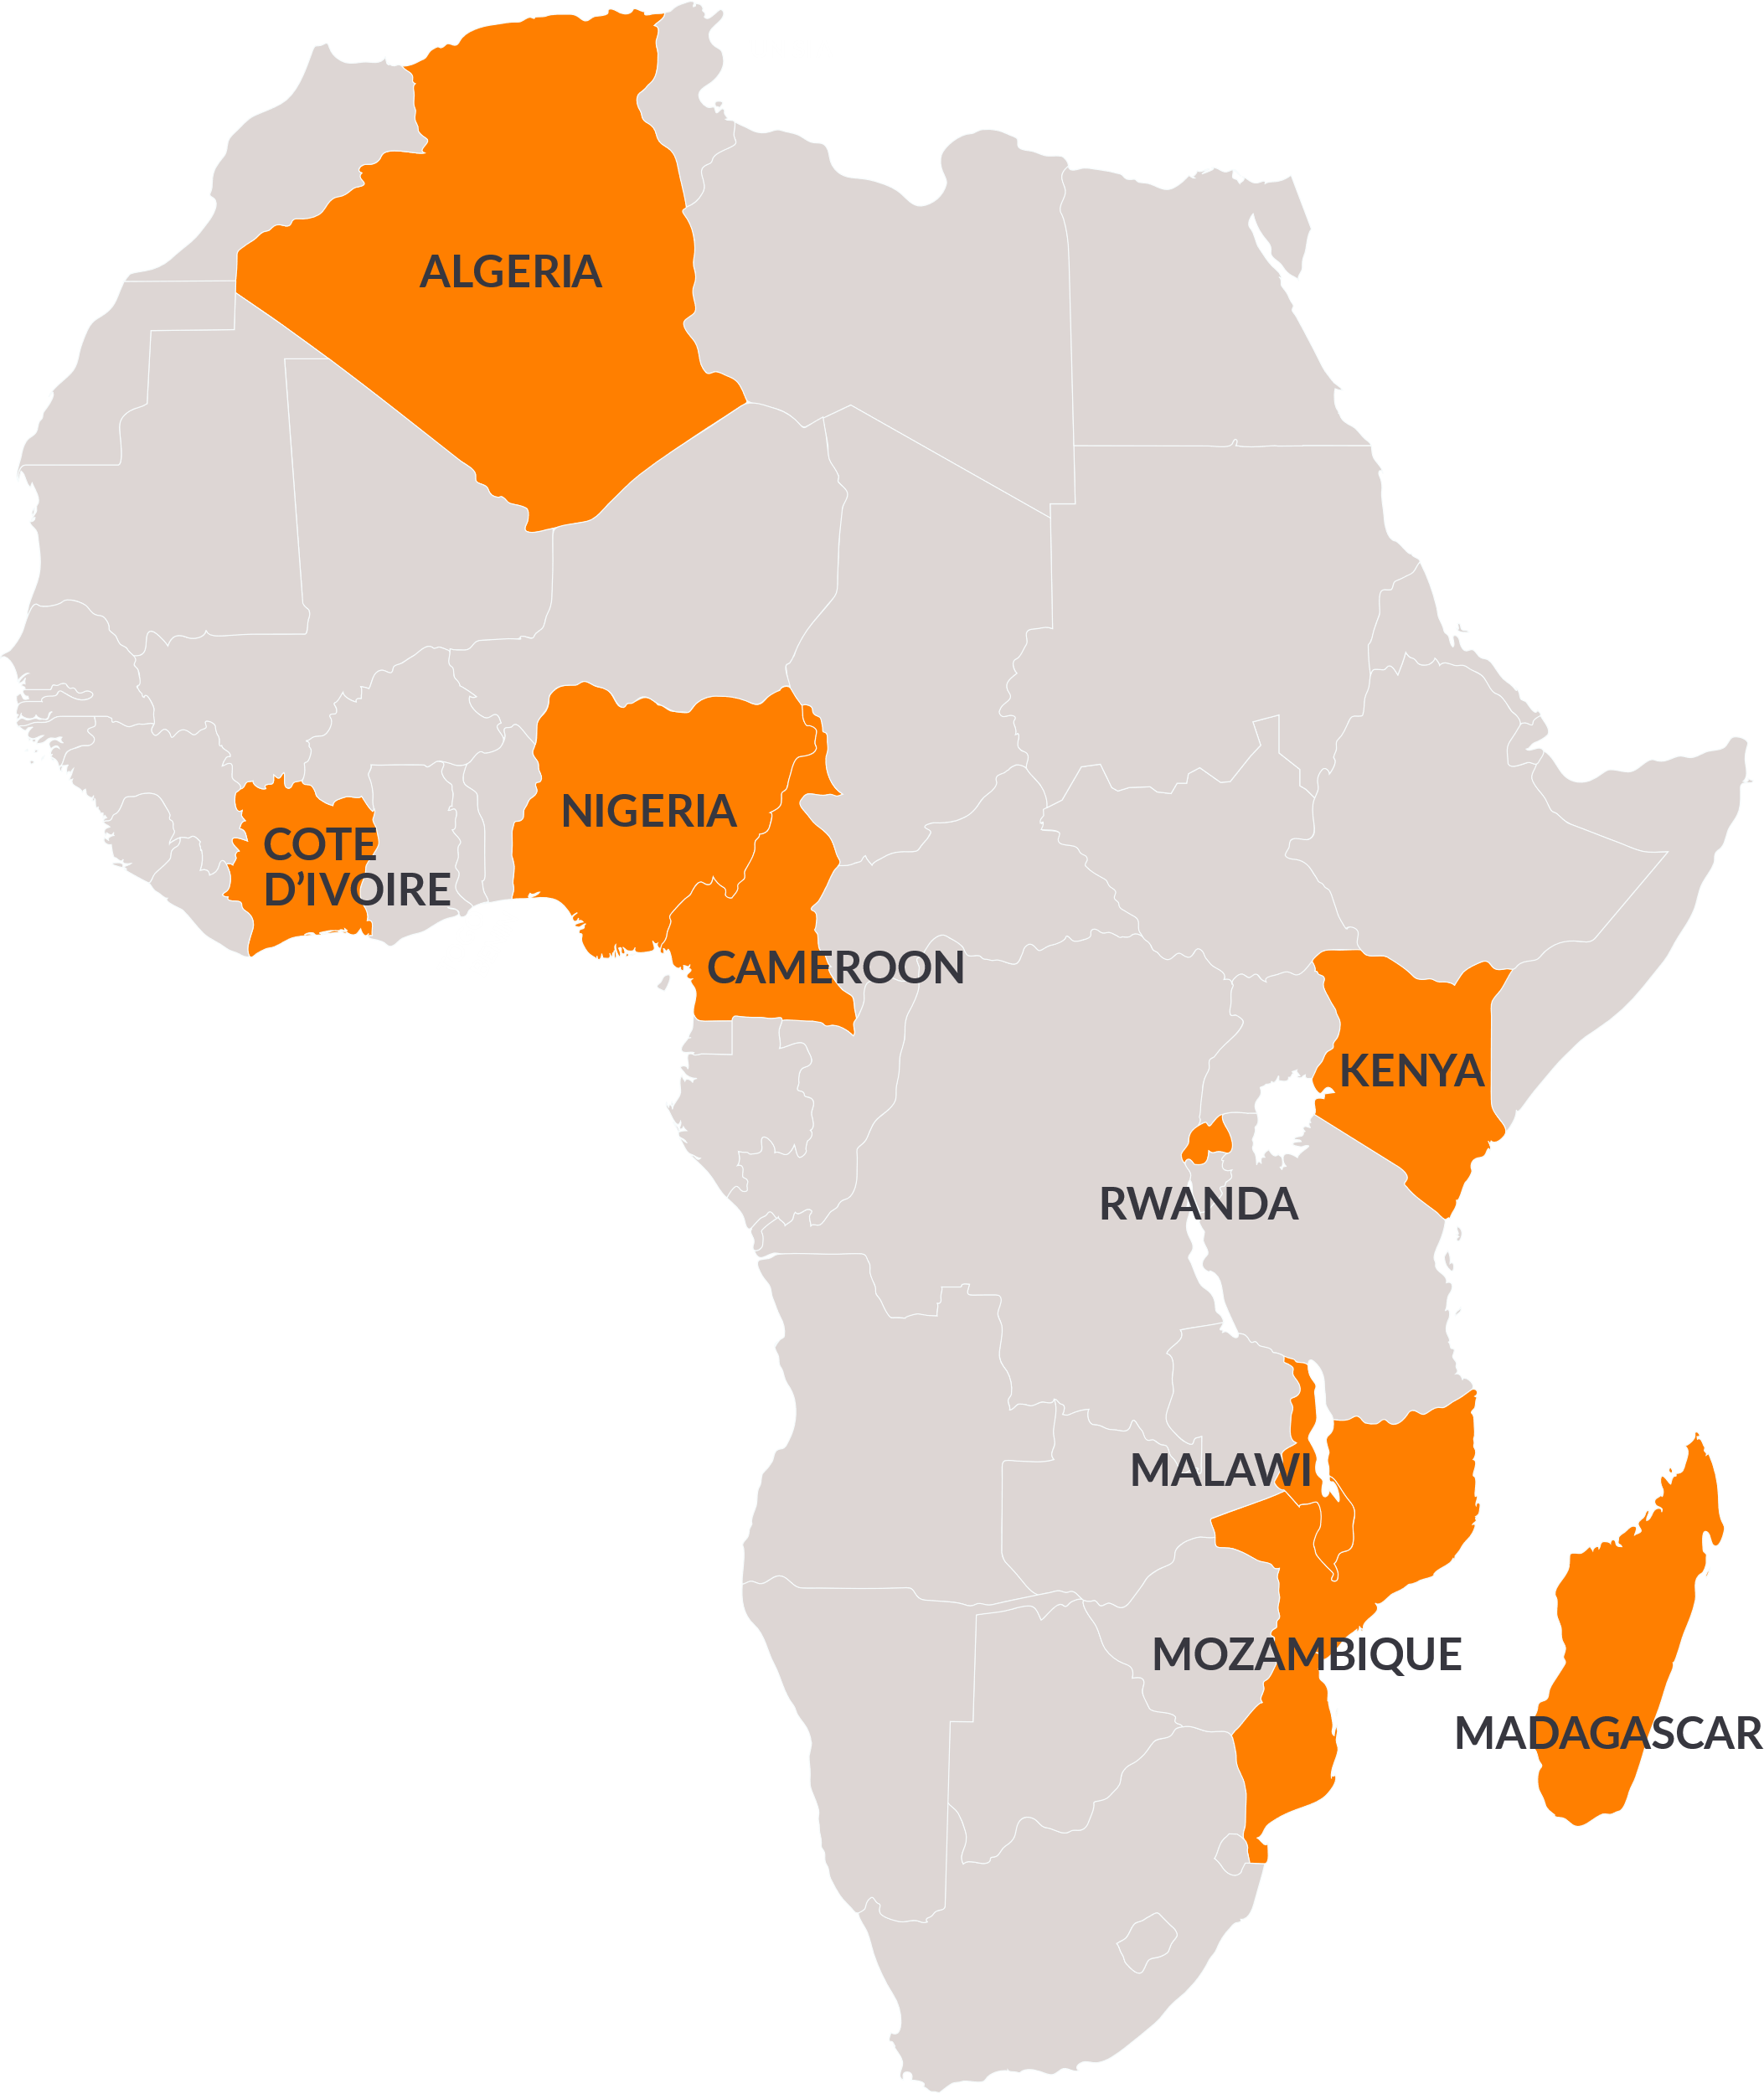 ALGERIA
NIGERIA
COTE
D’IVOIRE
CAMEROON
KENYA
RWANDA
MALAWI
MOZAMBIQUE
MADAGASCAR